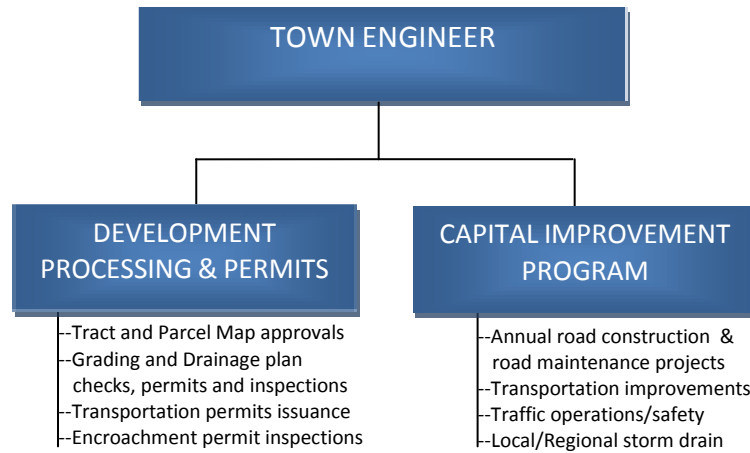 TOWN ENGINEER
DEVELOPMENT
PROCESSING & PERMITS
--Tract and Parcel Map approvals
--Grading and Drainage plan
checks, permits and inspections
--Transportation permits issuance
--Encroachment permit inspections
CAPITAL IMPROVEMENT
PROGRAM
--Annual road construction &
road maintenance projects
--Transportation improvements
--Traffic operations/safety
--Local/Regional storm drain